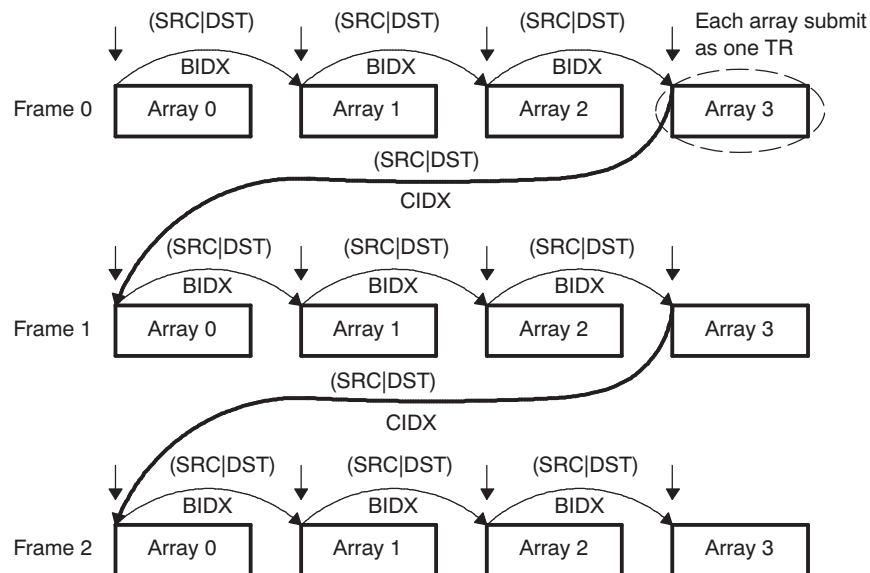 (SRC|DST) (SRC|DST) (SRC|DST) Each array submit
as one TR
BIDX BIDX BIDX
Frame 0 Array 0 Array 1 Array 2 Array 3
(SRC|DST)
CIDX
(SRC|DST) (SRC|DST) (SRC|DST)
BIDX BIDX BIDX
Frame 1 Array 0 Array 1 Array 2 Array 3
(SRC|DST)
CIDX
(SRC|DST) (SRC|DST) (SRC|DST)
BIDX BIDX BIDX
Frame 2 Array 0 Array 1 Array 2 Array 3